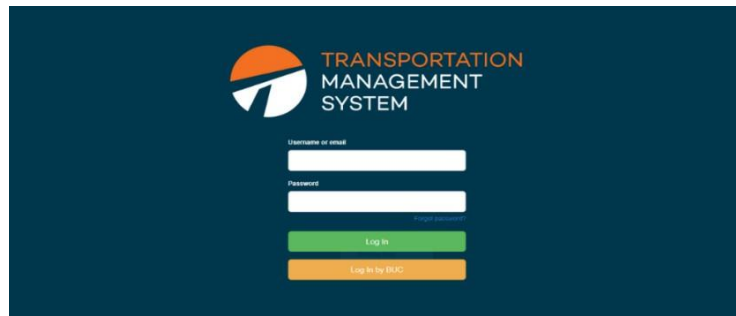 TRANSPORTATION
MANAGEMENT
SYSTEM
Username or email
Password
Forgot password?
Log In
Log In by BUC